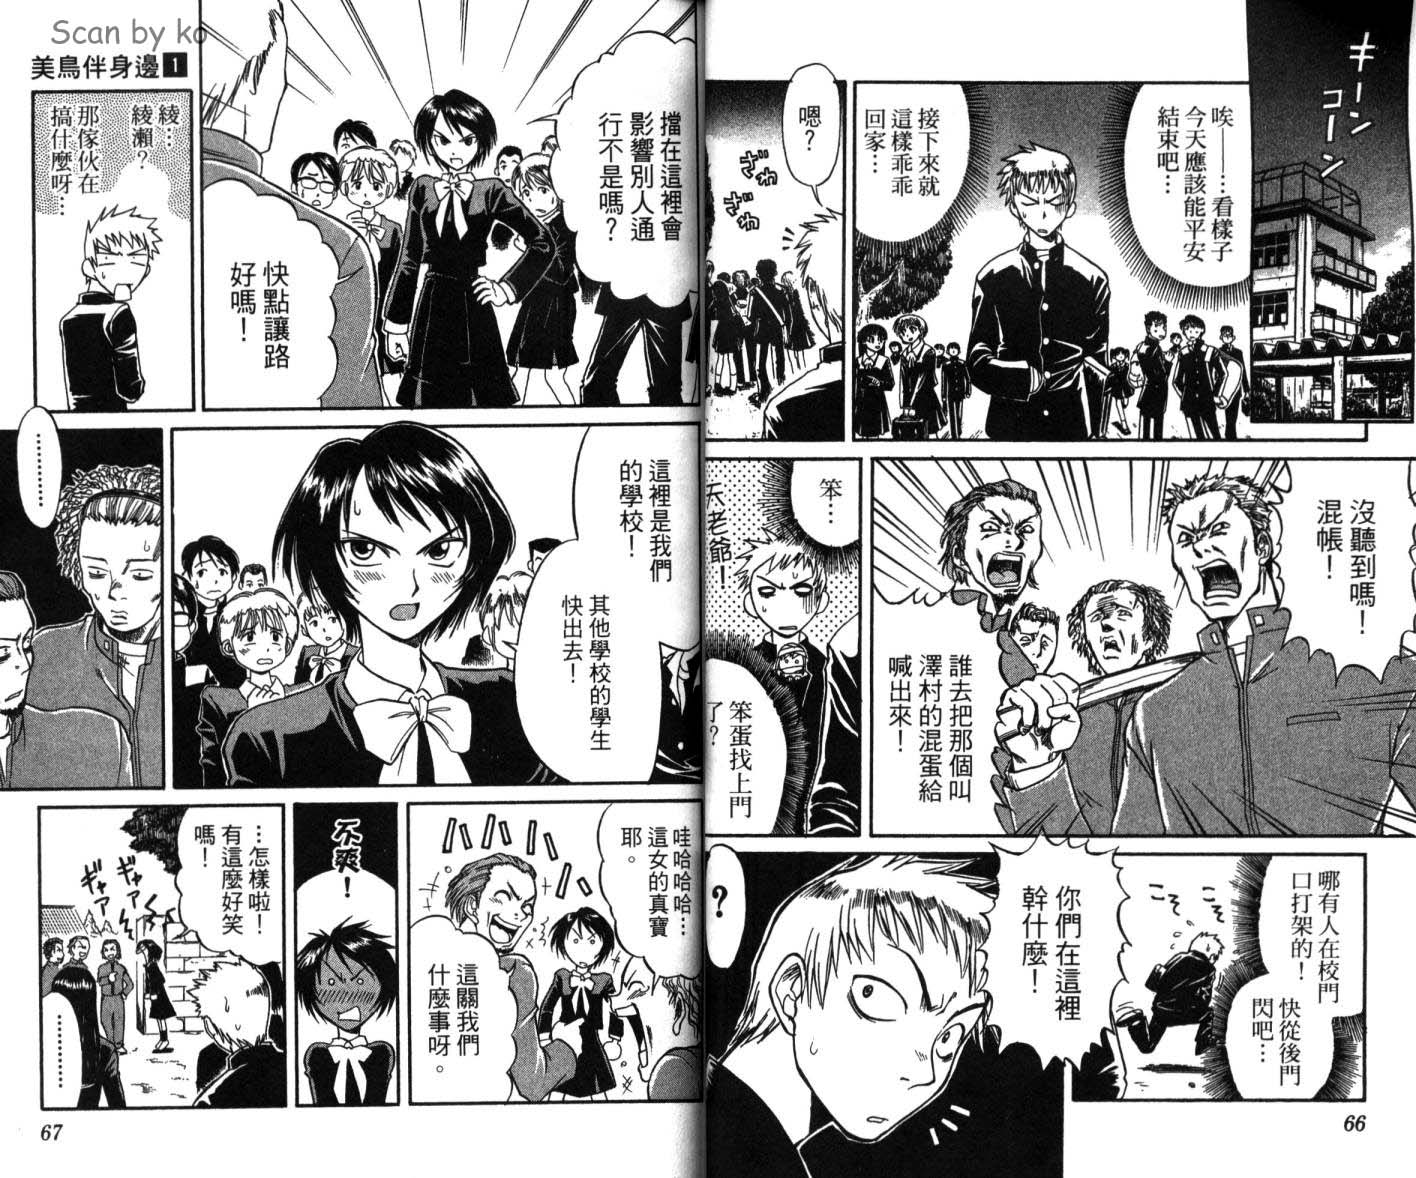 キーンコーン
唉——…看樣子
今天應該能平安
結束吧…
接下來就
這樣乖乖
回家…
嗯？
ざわ
ざわ
沒聽到嗎！
混帳！
誰去把那個叫
澤村的混蛋給
喊出來！
笨…
天老爺！
笨蛋找上門
了？
哪有人在校門
口打架的！
快從後門
閃吧…
こそ
こそ
你們在這裡
幹什麼！
？
66
Scan by ko
美鳥伴身邊1
擋在這裡會
影響別人通
行不是嗎？
快點讓路
好嗎！
綾…
綾瀨？
那傢伙在
搞什麼呀…
這裡是我們
的學校！
其他學校的學生
快出去！
………
哇哈哈哈…
這女的真寶
耶。
這關我們
什麼事呀。
不爽！
…怎樣啦！
有這麼好笑
嗎！
ギャア
ギャア
………
67